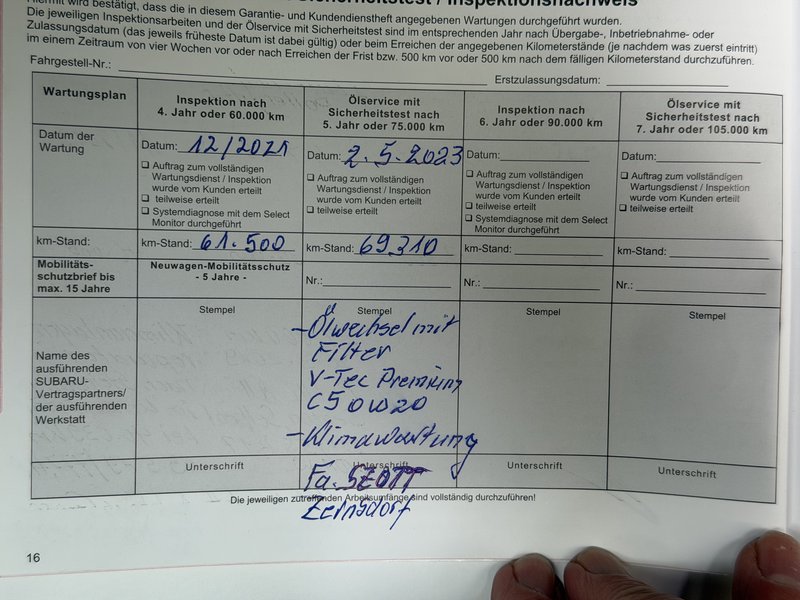 Sicherheitstest / Inspektionsnachweis
Hiermit wird bestätigt, dass die in diesem Garantie- und Kundendienstheft angegebenen Wartungen durchgeführt wurden.
Die jeweiligen Inspektionsarbeiten und der Ölservice mit Sicherheitstest sind im entsprechenden Jahr nach Übergabe-, Inbetriebnahme- oder
Zulassungsdatum (das jeweils früheste Datum ist dabei gültig) oder beim Erreichen der angegebenen Kilometerstände (je nachdem was zuerst eintritt)
im einem Zeitraum von vier Wochen vor oder nach Erreichen der Frist bzw. 500 km vor oder 500 km nach dem fälligen Kilometerstand durchzuführen.
Fahrgestell-Nr.: Erstzulassungsdatum:
Wartungsplan
Inspektion nach
4. Jahr oder 60.000 km
Ölservice mit
Sicherheitstest nach
5. Jahr oder 75.000 km
Inspektion nach
6. Jahr oder 90.000 km
Ölservice mit
Sicherheitstest nach
7. Jahr oder 105.000 km
Datum der
Wartung
Datum: 12/2021
❑ Auftrag zum vollständigen
Wartungsdienst / Inspektion
wurde vom Kunden erteilt
❑ teilweise erteilt
❑ Systemdiagnose mit dem Select
Monitor durchgeführt
Datum: 2.5.2023
❑ Auftrag zum vollständigen
Wartungsdienst / Inspektion
wurde vom Kunden erteilt
❑ teilweise erteilt
Datum:
❑ Auftrag zum vollständigen
Wartungsdienst / Inspektion
wurde vom Kunden erteilt
❑ teilweise erteilt
❑ Systemdiagnose mit dem Select
Monitor durchgeführt
Datum:
❑ Auftrag zum vollständigen
Wartungsdienst / Inspektion
wurde vom Kunden erteilt
❑ teilweise erteilt
km-Stand:
km-Stand: 61.500
km-Stand: 69310
km-Stand:
km-Stand:
Mobilitäts-
schutzbrief bis
max. 15 Jahre
Neuwagen-Mobilitätsschutz
- 5 Jahre -
Nr.:
Nr.:
Nr.:
Name des
ausführenden
SUBARU-
Vertragspartners/
der ausführenden
Werkstatt
Stempel
Stempel
- Ölwechsel mit
Filter
V-Tec Premium
C5 0W20
- Klimawartung
Stempel
Stempel
Unterschrift
Unterschrift
Fa. SZOTT
Zernsdorf
Unterschrift
Unterschrift
Die jeweiligen zutreffenden Arbeitsumfänge sind vollständig durchzuführen!
16